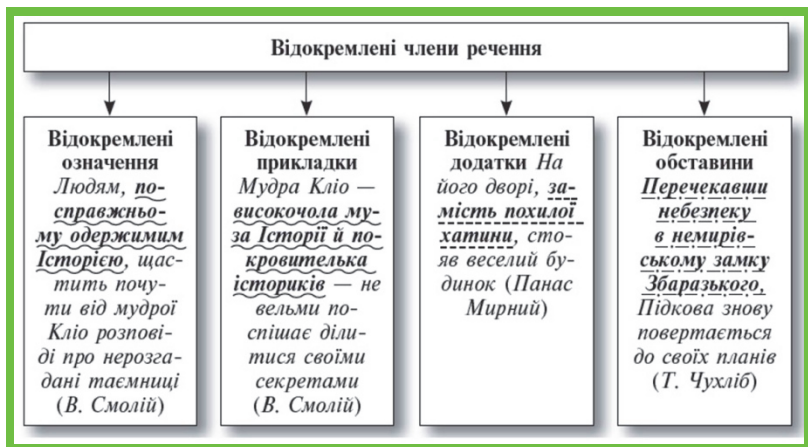 Відокремлені члени речення
Відокремлені
означення
Людям, по-
справжньо-
му одержимим
Історією, щас-
тить почу-
ти від мудрої
Кліо розпові-
ді про нерозга-
дані таємниці
(В. Смолій)
Відокремлені
прикладки
Мудра Кліо —
високочола му-
за Історії й по-
кровителька
істориків — не
вельми по-
спішає діли-
тися своїми
секретами
(В. Смолій)
Відокремлені
додатки На
його дворі, за-
мість похилої
хатини, сто-
яв веселий бу-
динок (Панас
Мирний)
Відокремлені
обставини
Перечекавши
небезпеку
в немирів-
ському замку
Збаразького,
Підкова знову
повертається
до своїх планів
(Т. Чухліб)